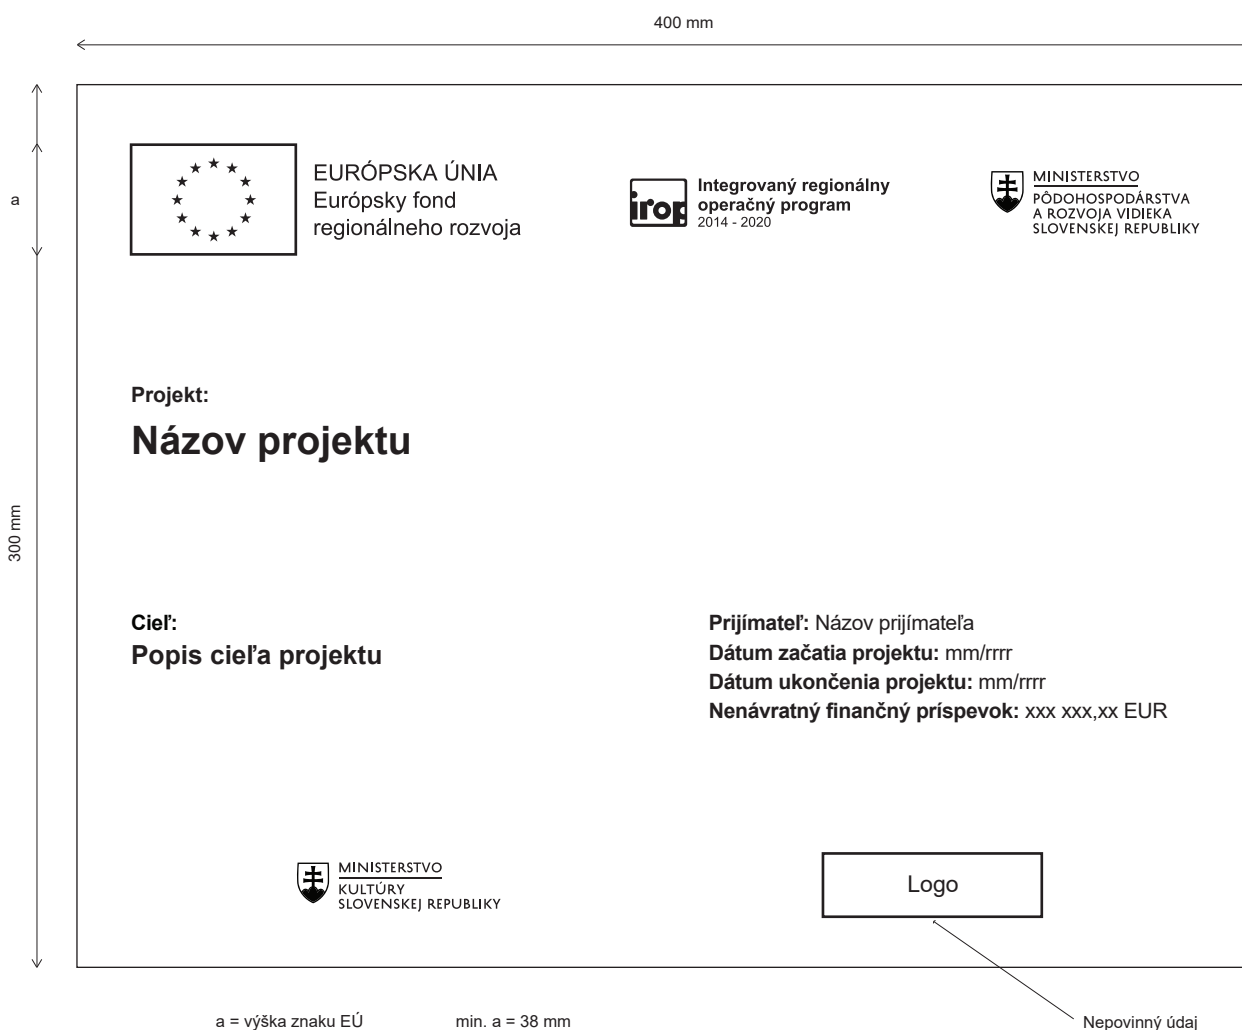 400 mm
a
300 mm
EURÓPSKA ÚNIA
Európsky fond
regionálneho rozvoja
irop
Integrovaný regionálny
operačný program
2014 - 2020
MINISTERSTVO
PÔDOHOSPODÁRSTVA
A ROZVOJA VIDIEKA
SLOVENSKEJ REPUBLIKY
Projekt:
Názov projektu
Cieľ:
Popis cieľa projektu
Prijímateľ: Názov prijímateľa
Dátum začatia projektu: mm/rrrr
Dátum ukončenia projektu: mm/rrrr
Nenávratný finančný príspevok: xxx xxx,xx EUR
MINISTERSTVO
KULTÚRY
SLOVENSKEJ REPUBLIKY
Logo
a = výška znaku EÚ
min. a = 38 mm
Nepovinný údaj